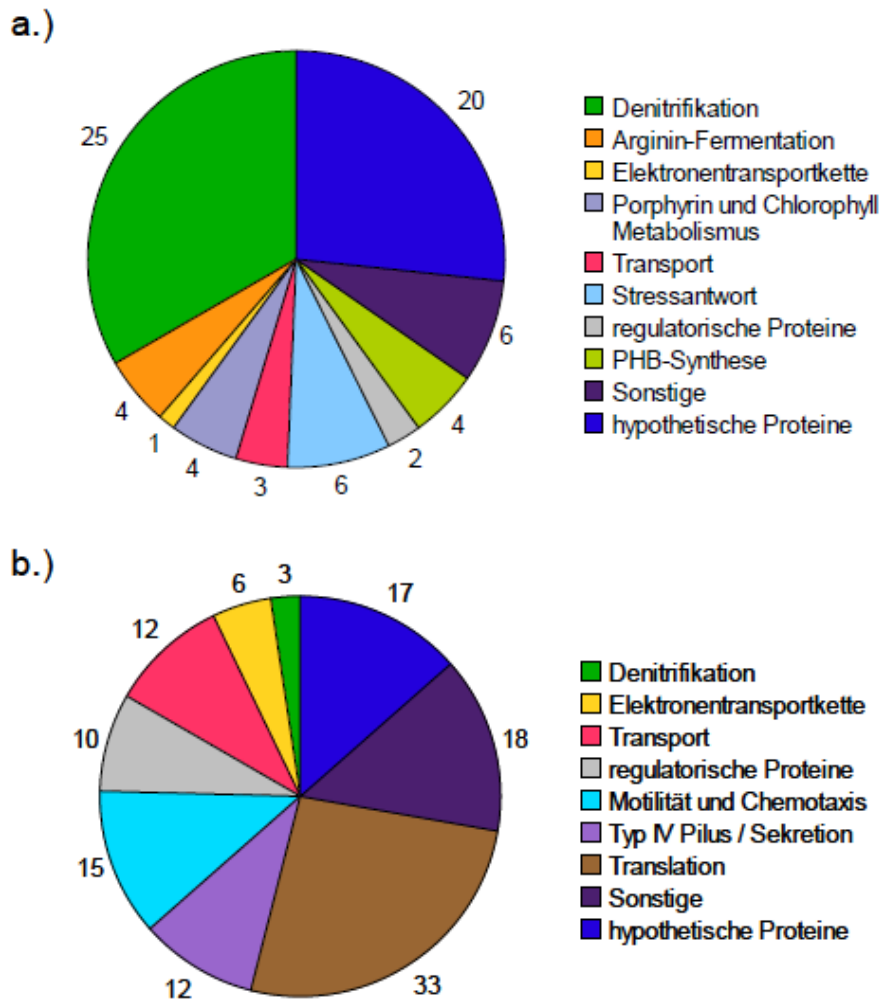 a.)
20
25
6
4
4
1
4
3
6
2
Denitrifikation
Arginin-Fermentation
Elektronentransportkette
Porphyrin und Chlorophyll
Metabolismus
Transport
Stressantwort
regulatorische Proteine
PHB-Synthese
Sonstige
hypothetische Proteine
b.)
3
6
17
12
10
18
15
12
33
Denitrifikation
Elektronentransportkette
Transport
regulatorische Proteine
Motilität und Chemotaxis
Typ IV Pilus / Sekretion
Translation
Sonstige
hypothetische Proteine